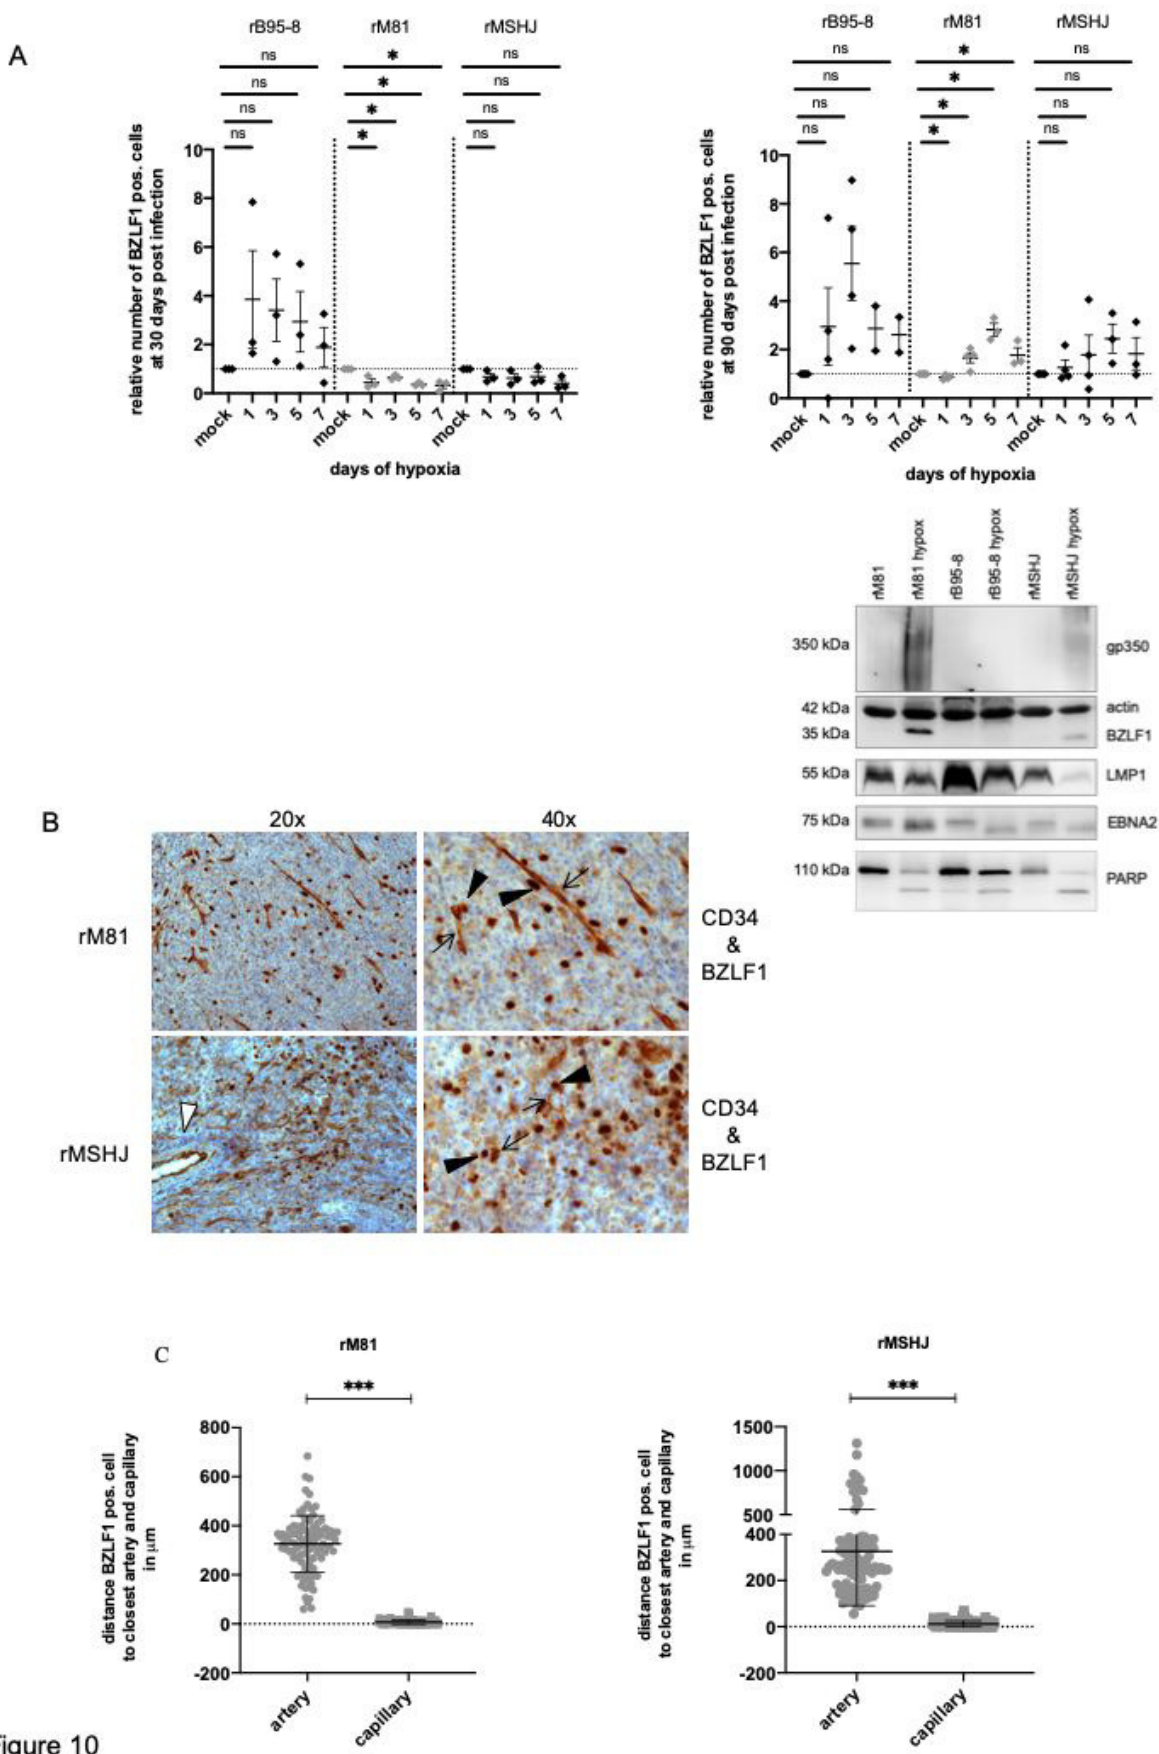 A
rB95-8 rM81 rMSHJ
ns * ns
ns * ns
ns * ns
ns * ns
relative number of BZLF1 pos. cells
at 30 days post infection
10
8
6
4
2
0
mock 1 3 5 7 mock 1 3 5 7 mock 1 3 5 7
days of hypoxia
rB95-8 rM81 rMSHJ
ns * ns
ns * ns
ns * ns
ns * ns
relative number of BZLF1 pos. cells
at 90 days post infection
10
8
6
4
2
0
mock 1 3 5 7 mock 1 3 5 7 mock 1 3 5 7
days of hypoxia
rM81 rM81 hypox rB95-8 rB95-8 hypox rMSHJ rMSHJ hypox
350 kDa gp350
42 kDa actin
35 kDa BZLF1
55 kDa LMP1
75 kDa EBNA2
110 kDa PARP
B
20x 40x
rM81
CD34
&
BZLF1
rMSHJ
CD34
&
BZLF1
C
rM81
***
distance BZLF1 pos. cell
to closest artery and capillary
in µm
800
600
400
200
0
-200
artery capillary
rMSHJ
***
distance BZLF1 pos. cell
to closest artery and capillary
in µm
1500
1000
500
400
200
0
-200
artery capillary
igure 10